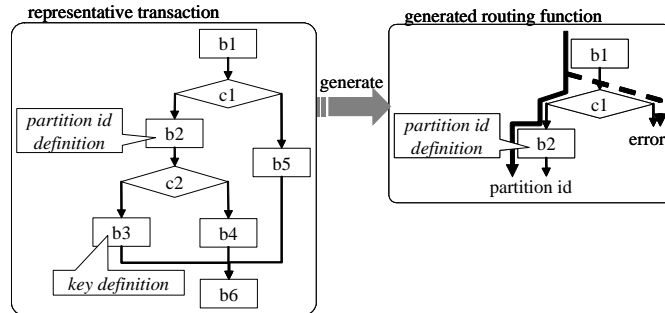 representative transaction
b1
c1
partition id
definition
b2
b5
c2
b3
b4
key definition
b6
generate
generated routing function
b1
c1
partition id
definition
b2
error
partition id